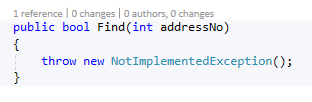 1 reference | 0 changes | 0 authors, 0 changes
public bool Find(int addressNo)
{
    throw new NotImplementedException();
}